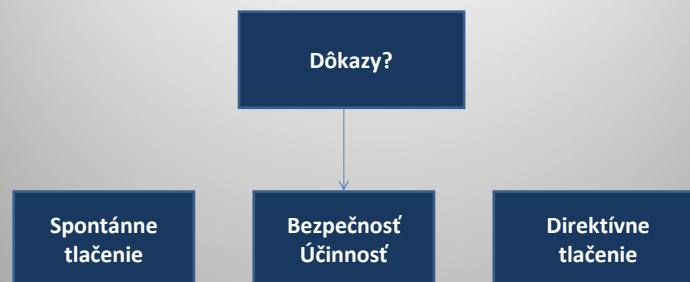 Dôkazy?
Spontánne
tlačenie
Bezpečnosť
Účinnosť
Direktívne
tlačenie